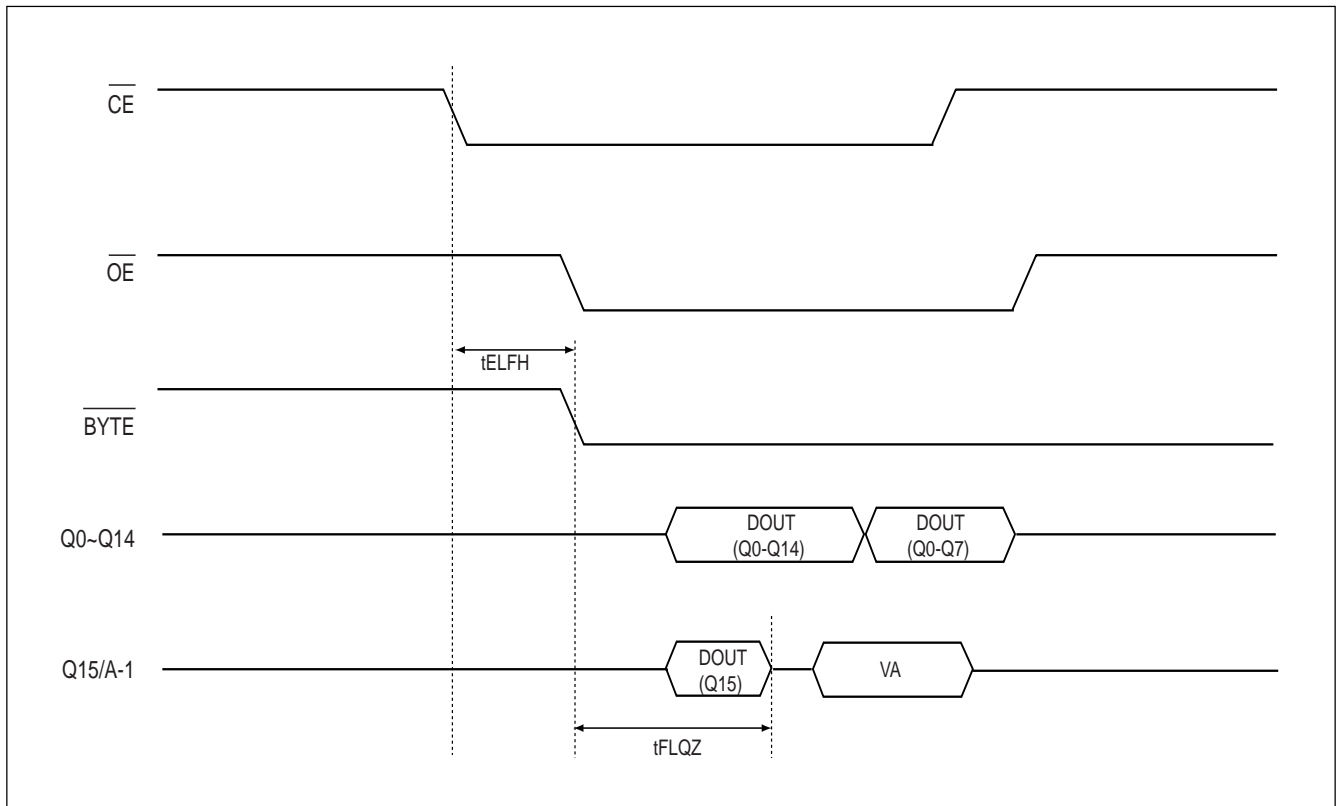 CE
OE
tELFH
BYTE
Q0~Q14
DOUT
(Q0-Q14)
DOUT
(Q0-Q7)
Q15/A-1
DOUT
(Q15)
VA
tFLQZ